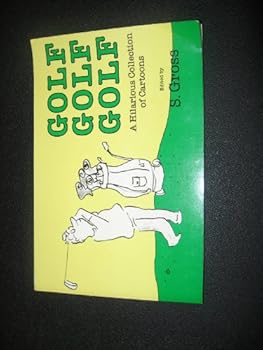 GOLF
GOLF
GOLF
A Hilarious Collection
of Cartoons
Edited by
S. Gross